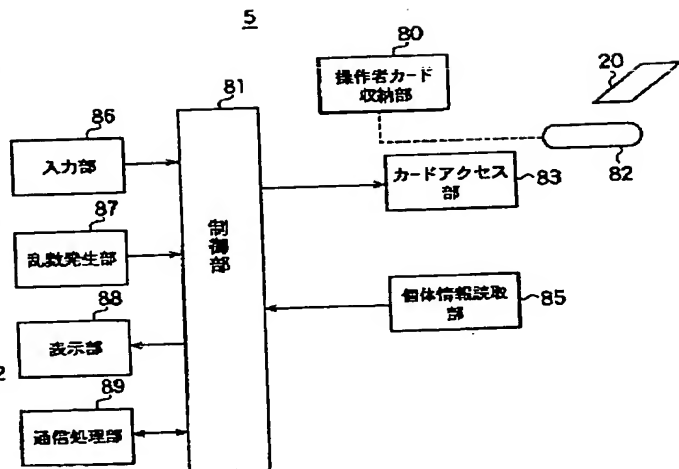 5
80
操作者カード
収納部
20
82
81
制御部
86
入力部
カードアクセス
部
83
87
乱数発生部
個体情報読取
部
85
88
表示部
2
89
通信処理部